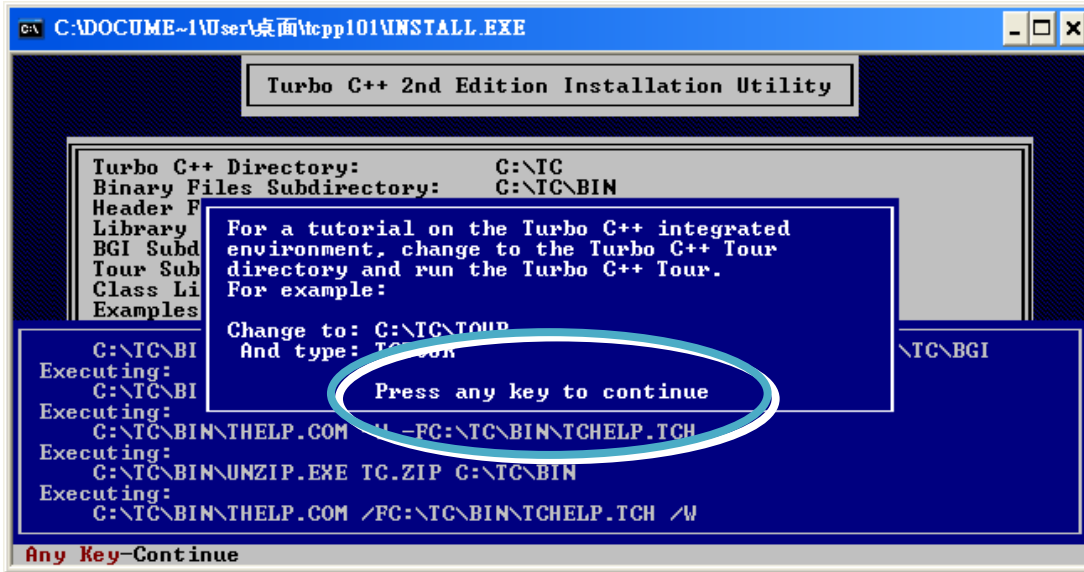 C:\DOCUME~1\User\桌面\tcpp101\INSTALL.EXE
Turbo C++ 2nd Edition Installation Utility
Turbo C++ Directory: C:\TC
Binary Files Subdirectory: C:\TC\BIN
Header F
Library
BGI Subd
Tour Sub
Class Li
Examples
For a tutorial on the Turbo C++ integrated
environment, change to the Turbo C++ Tour
directory and run the Turbo C++ Tour.
For example:
Change to: C:\TC\TOUR
And type: TCTOUR
Press any key to continue
C:\TC\BI \TC\BGI
Executing:
C:\TC\BI
Executing:
C:\TC\BIN\THELP.COM -FC:\TC\BIN\TCHELP.TCH
Executing:
C:\TC\BIN\UNZIP.EXE TC.ZIP C:\TC\BIN
Executing:
C:\TC\BIN\THELP.COM /FC:\TC\BIN\TCHELP.TCH /W
Any Key-Continue